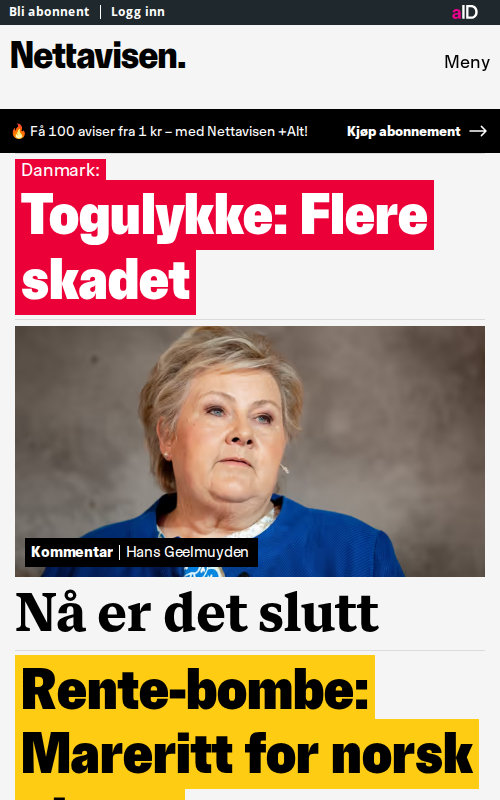 Bli abonnent | Logg inn
aID
Nettavisen.
Meny
🔥 Få 100 aviser fra 1 kr – med Nettavisen +Alt!
Kjøp abonnement →
Danmark:
Togulykke: Flere
skadet
Kommentar | Hans Geelmuyden
Nå er det slutt
Rente-bombe:
Mareritt for norsk